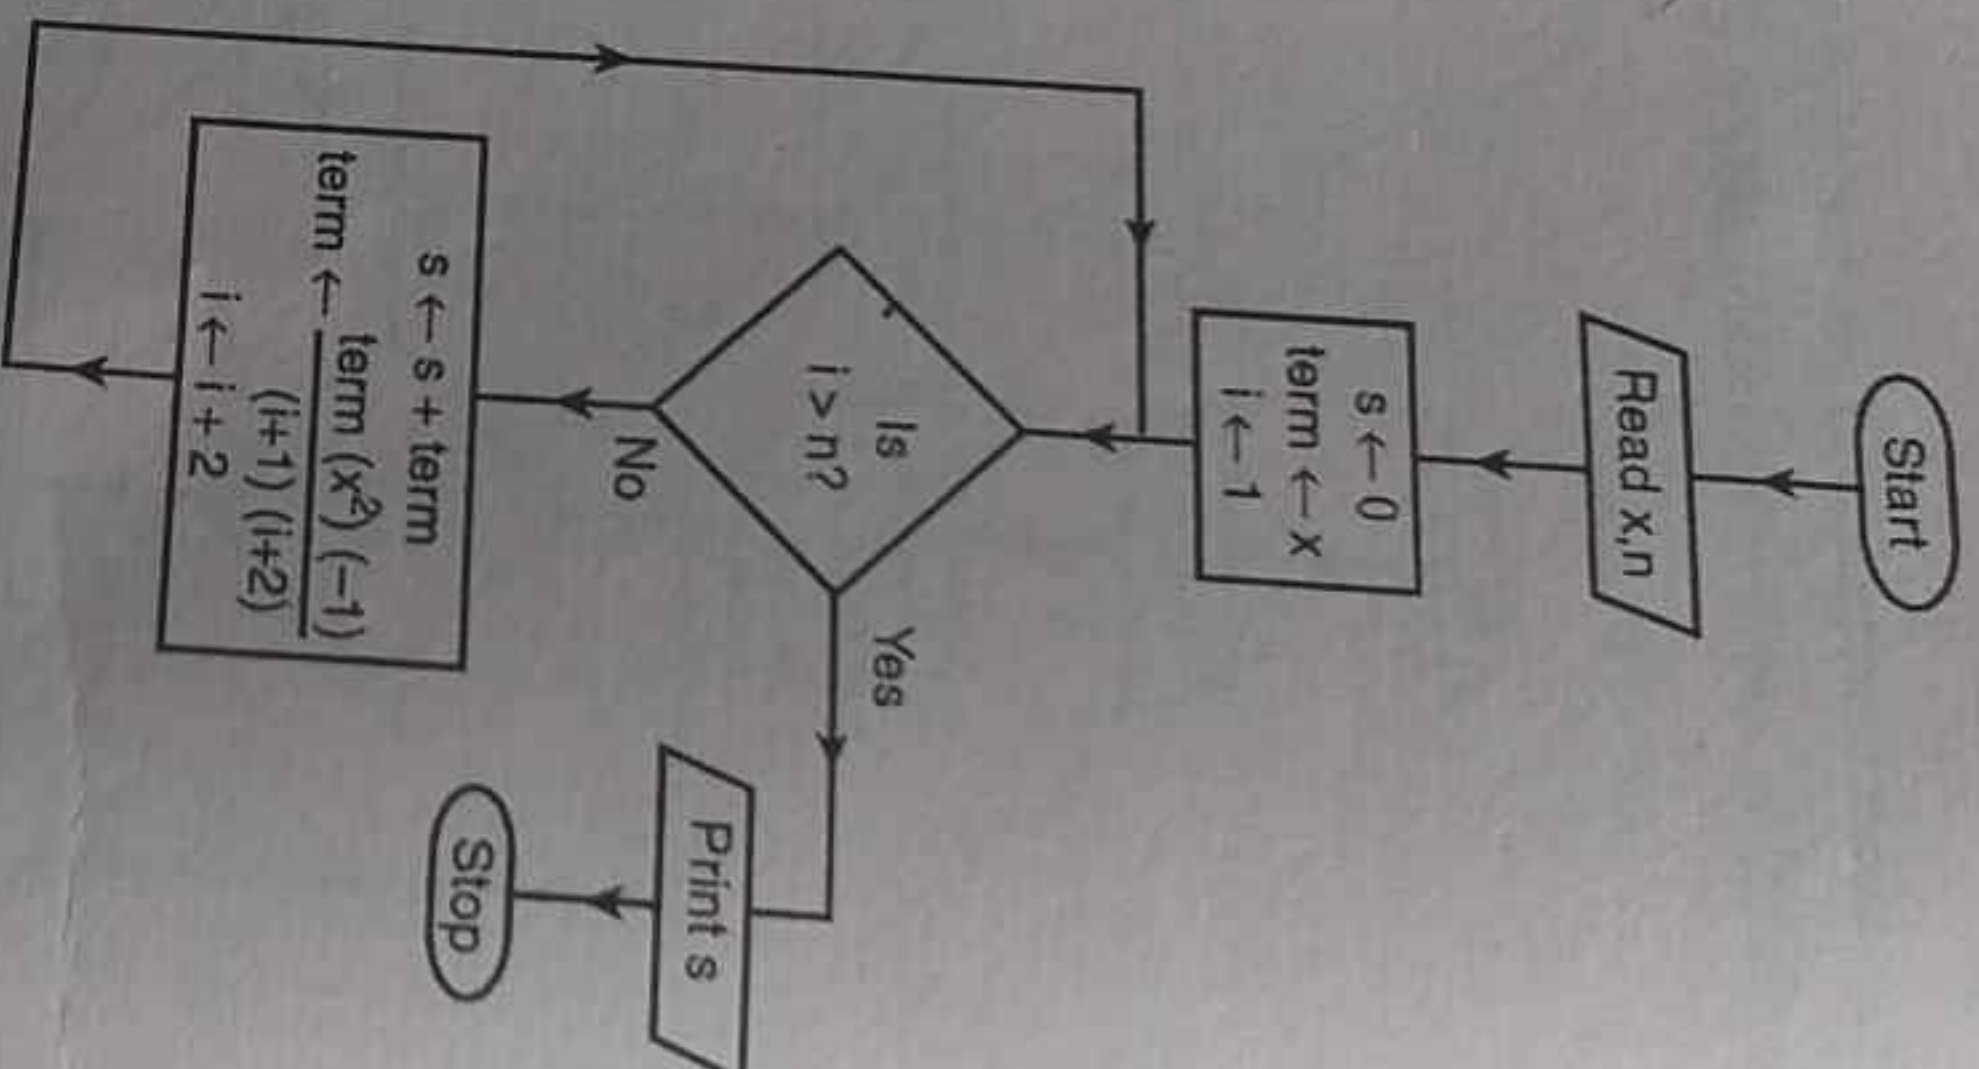 Start
Read x,n
s ← 0
term ← x
i ← 1
Is
i > n?
Yes
No
s ← s + term
term ← term (x²) (−1)
(i+1) (i+2)
i ← i + 2
Print s
Stop